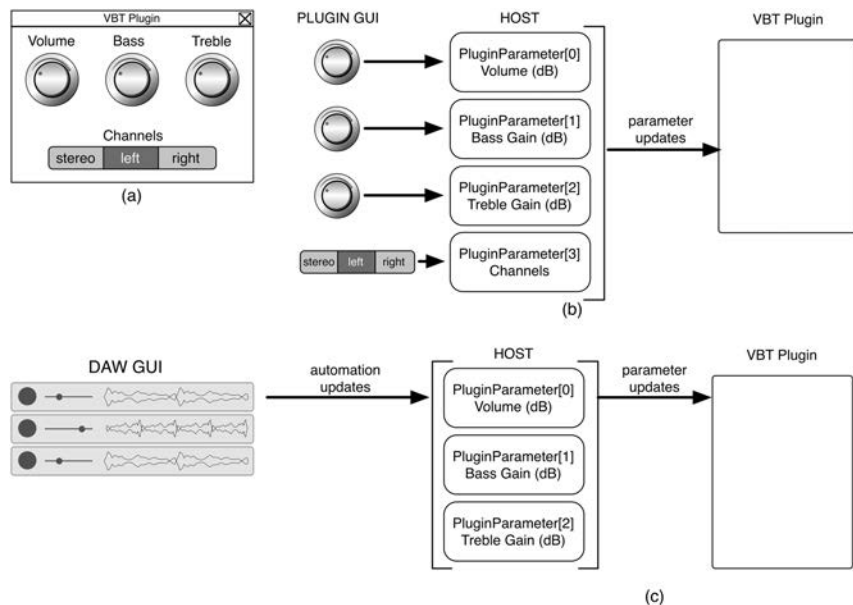 VBT Plugin
Volume
Bass
Treble
Channels
stereo left right
(a)
PLUGIN GUI
HOST
VBT Plugin
PluginParameter[0]
Volume (dB)
PluginParameter[1]
Bass Gain (dB)
PluginParameter[2]
Treble Gain (dB)
stereo left right
PluginParameter[3]
Channels
parameter
updates
(b)
DAW GUI
automation
updates
HOST
PluginParameter[0]
Volume (dB)
PluginParameter[1]
Bass Gain (dB)
PluginParameter[2]
Treble Gain (dB)
parameter
updates
VBT Plugin
(c)